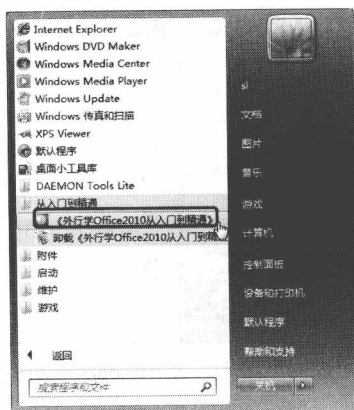 Internet Explorer
Windows DVD Maker
Windows Media Center
Windows Media Player
Windows Update
Windows 传真和扫描
XPS Viewer
默认程序
桌面小工具库
DAEMON Tools Lite
从入门到精通
《外行学Office2010从入门到精通》
卸载《外行学Office2010从入门到精
附件
启动
维护
游戏
返回
搜索程序和文件
sl
文档
图片
音乐
游戏
计算机
控制面板
设备和打印机
默认程序
帮助和支持
关机